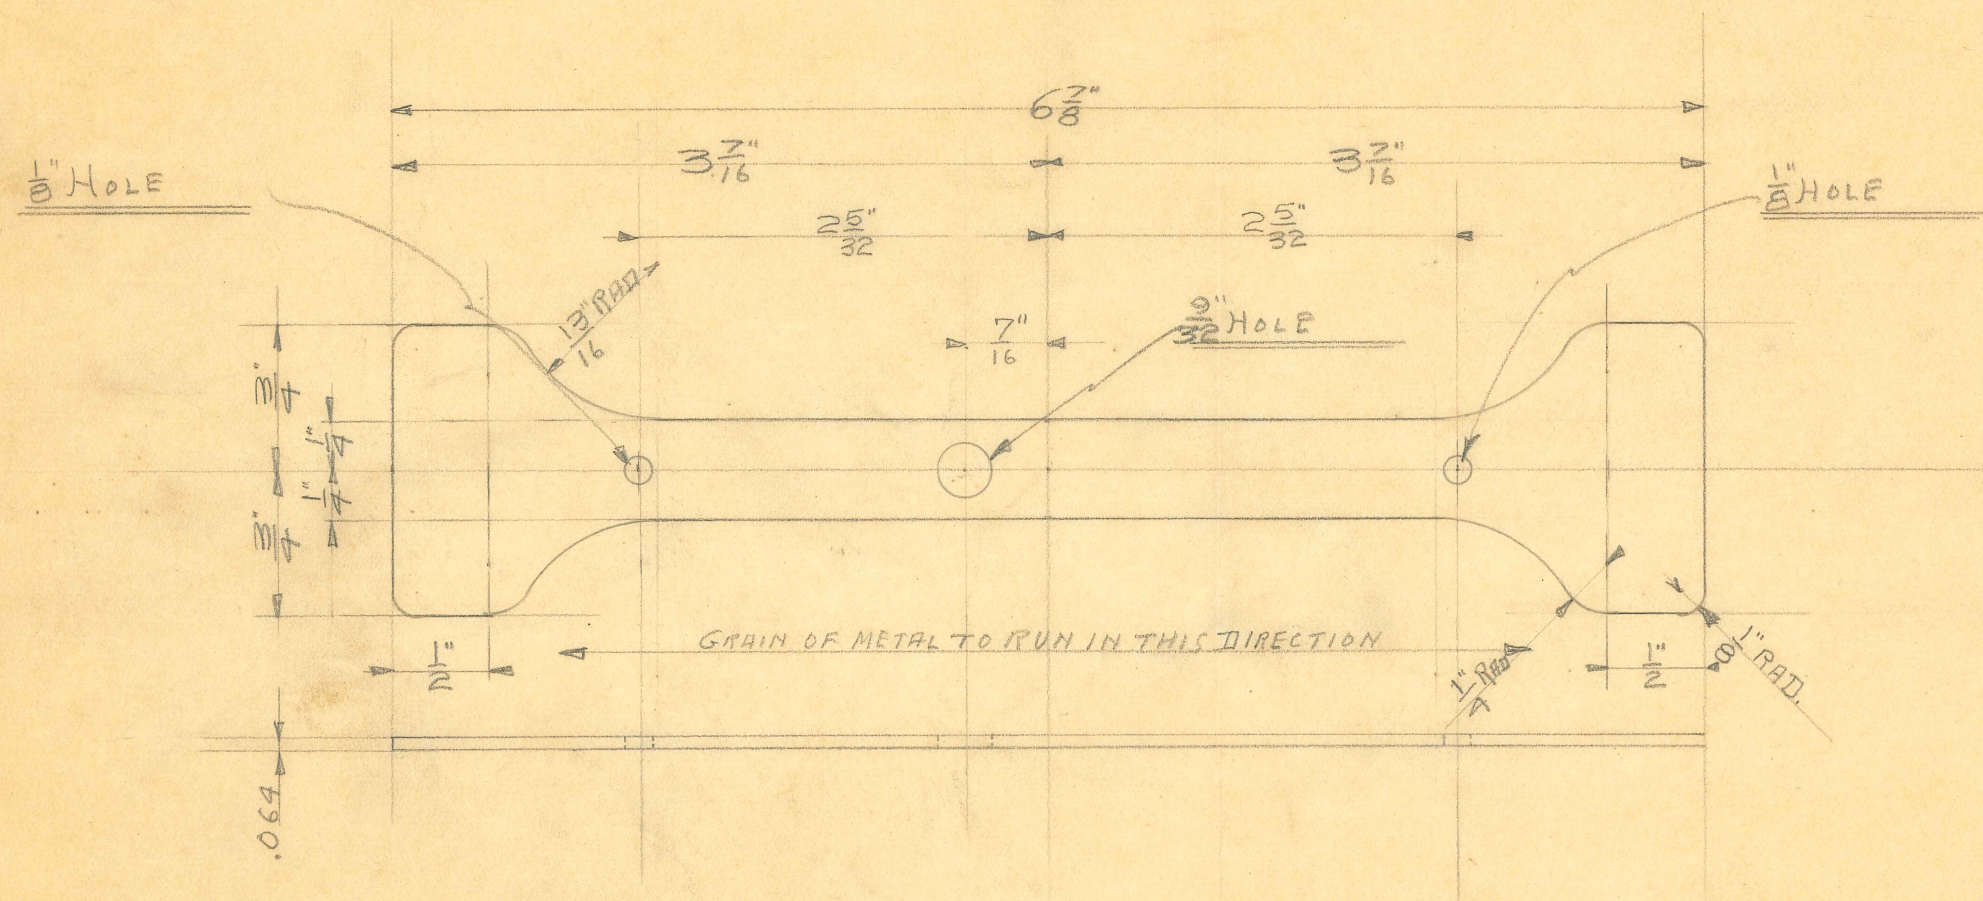 6 7/8"
3 7/16"
3 7/16"
1/8" HOLE
1/8" HOLE
2 5/32"
2 5/32"
13/16" RAD
9/32" HOLE
7/16"
3/4"
1/4"
1/4"
3/4"
GRAIN OF METAL TO RUN IN THIS DIRECTION
1/2"
1/4" RAD
1/2"
1/8" RAD.
.064